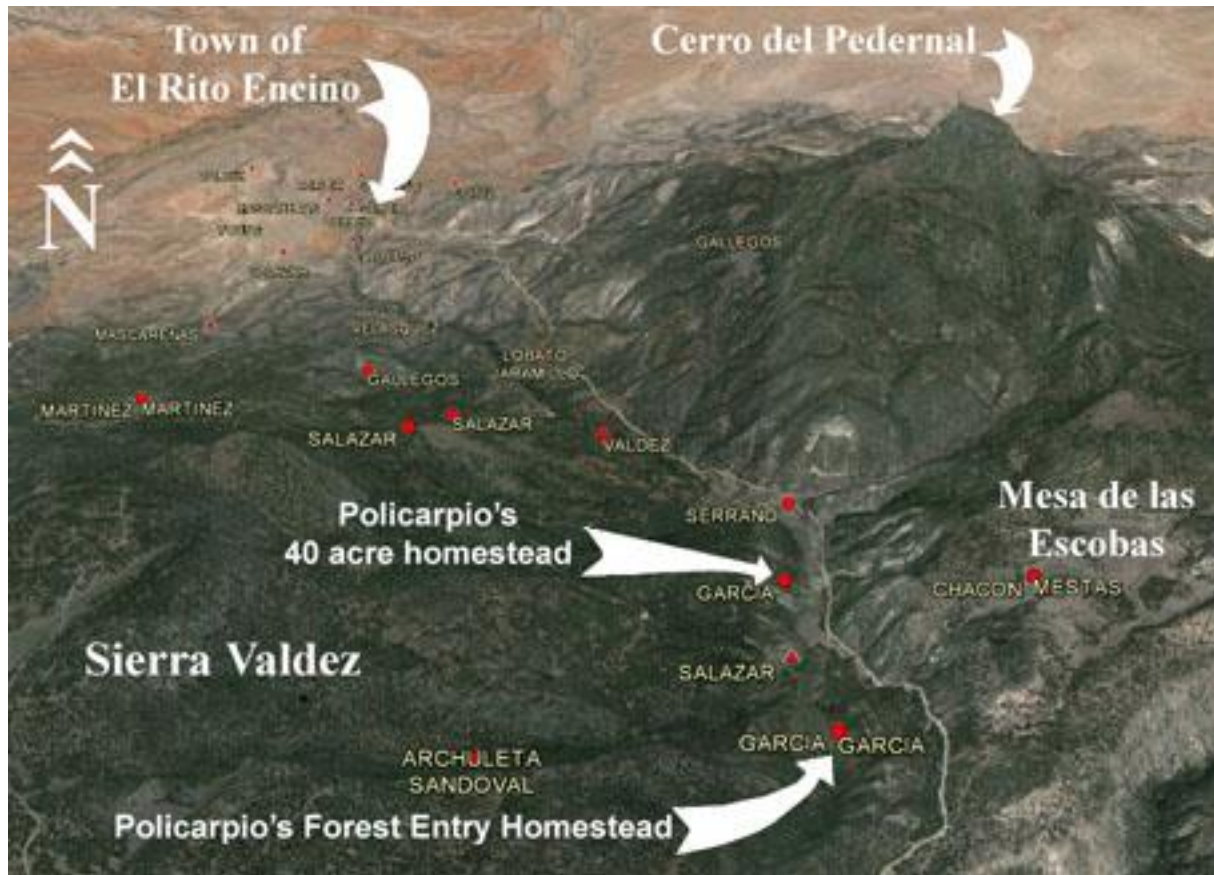 Town of
El Rito Encino
Cerro del Pedernal
N
GALLEGOS
MASCARENAS
VELASQUEZ
LOBATO
JARAMILLO
GALLEGOS
MARTINEZ MARTINEZ
SALAZAR
SALAZAR
VALDEZ
SERRANO
Policarpio's
40 acre homestead
Mesa de las
Escobas
GARCIA
CHACON MESTAS
Sierra Valdez
SALAZAR
GARCIA GARCIA
ARCHULETA
SANDOVAL
Policarpio's Forest Entry Homestead